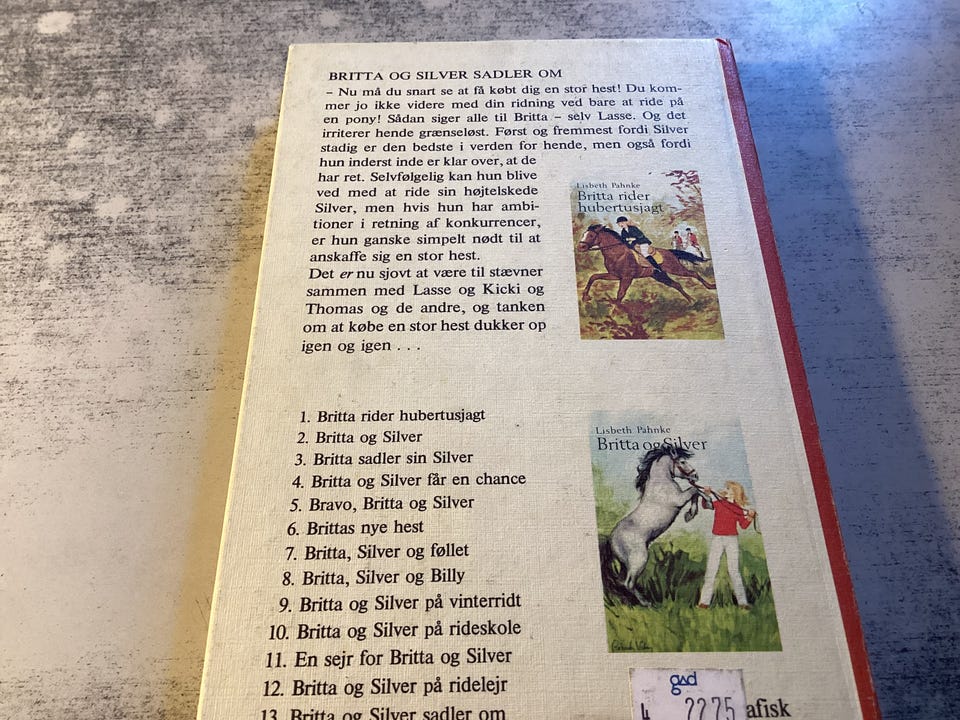 BRITTA OG SILVER SADLER OM
– Nu må du snart se at få købt dig en stor hest! Du kom-
mer jo ikke videre med din ridning ved bare at ride på
en pony! Sådan siger alle til Britta – selv Lasse. Og det
irriterer hende grænseløst. Først og fremmest fordi Silver
stadig er den bedste i verden for hende, men også fordi
hun inderst inde er klar over, at de
har ret. Selvfølgelig kan hun blive
ved med at ride sin højtelskede
Silver, men hvis hun har ambi-
tioner i retning af konkurrencer,
er hun ganske simpelt nødt til at
anskaffe sig en stor hest.
Det er nu sjovt at være til stævner
sammen med Lasse og Kicki og
Thomas og de andre, og tanken
om at købe en stor hest dukker op
igen og igen . . .
Lisbeth Pahnke
Britta rider
hubertusjagt
1. Britta rider hubertusjagt
2. Britta og Silver
3. Britta sadler sin Silver
4. Britta og Silver får en chance
5. Bravo, Britta og Silver
6. Brittas nye hest
7. Britta, Silver og føllet
8. Britta, Silver og Billy
9. Britta og Silver på vinterridt
10. Britta og Silver på rideskole
11. En sejr for Britta og Silver
12. Britta og Silver på ridelejr
13. Britta og Silver sadler om
Lisbeth Pahnke
Britta og Silver
gad
4 2275
afisk